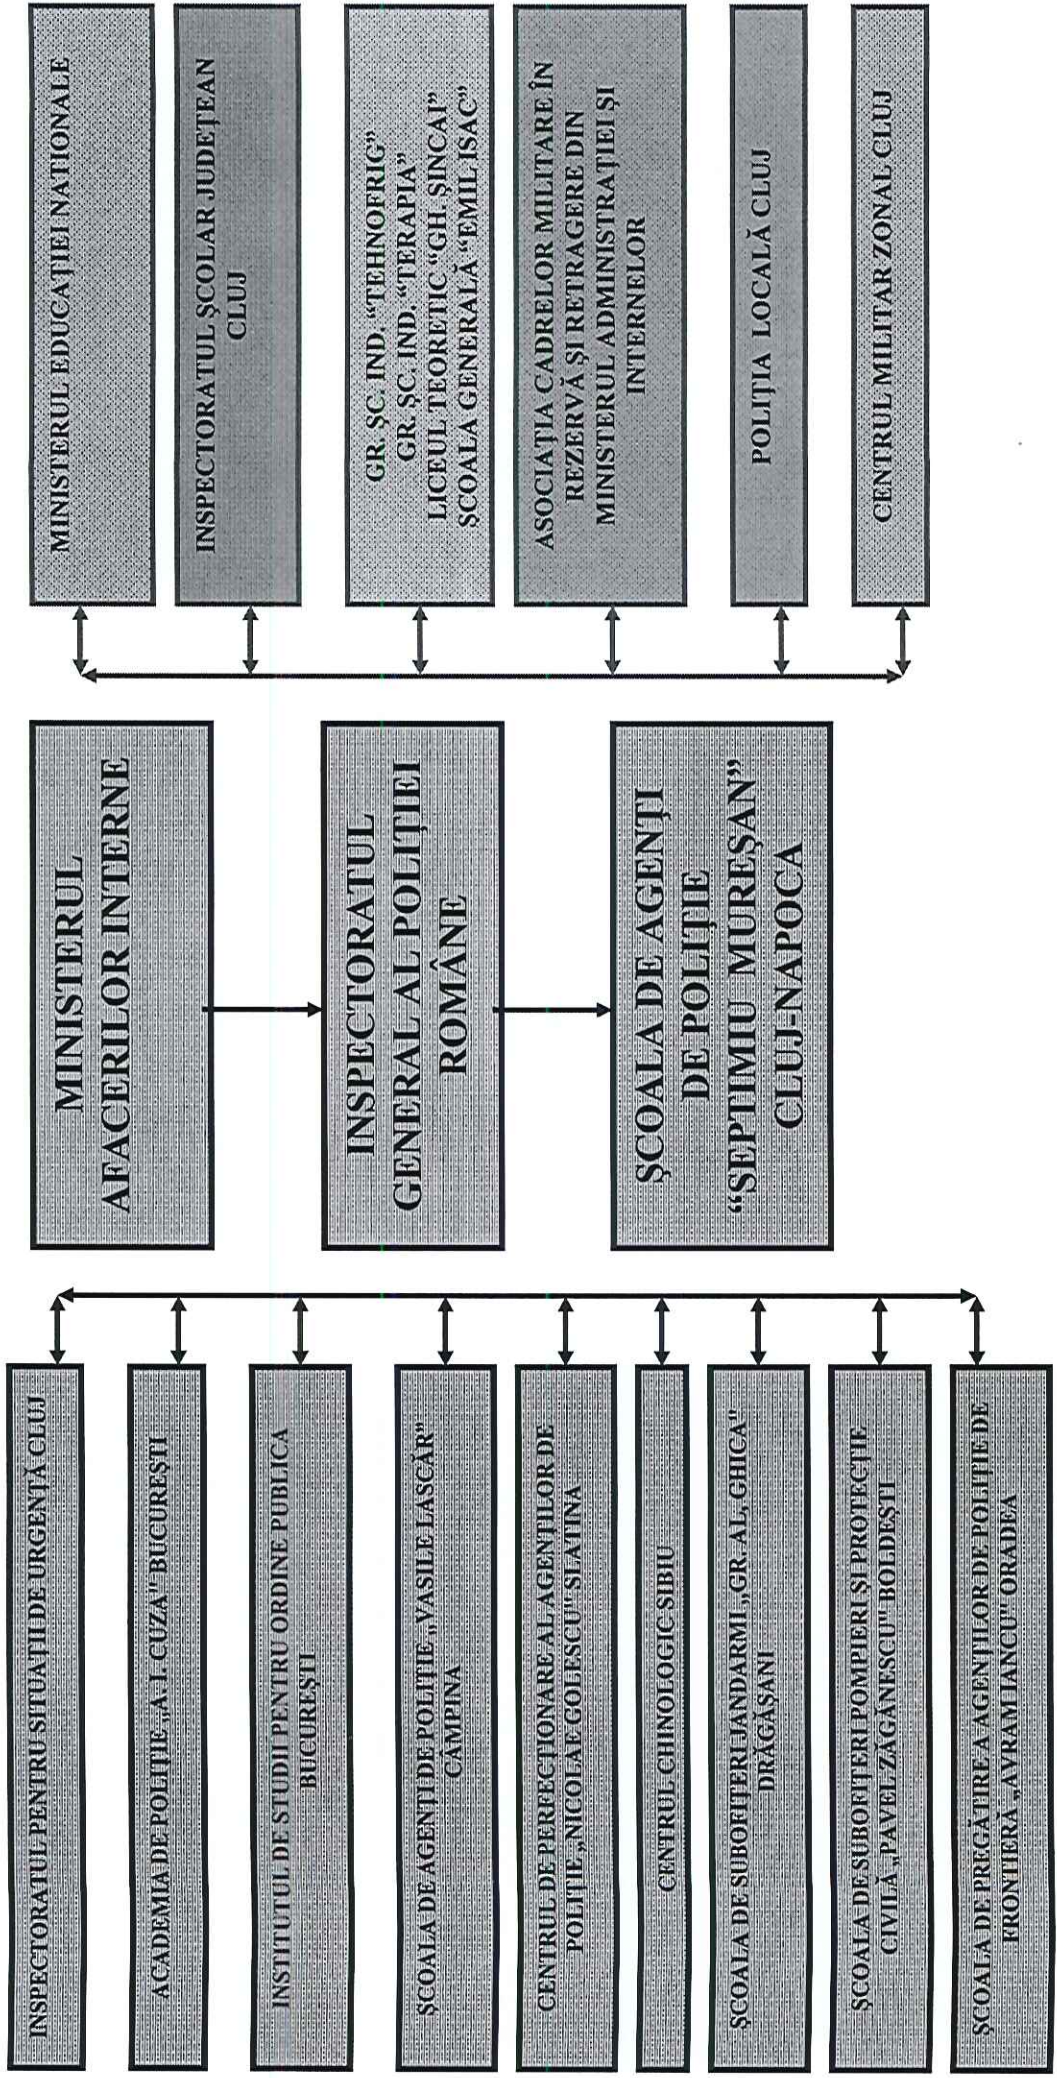 INSPECTORATUL PENTRU SITUAȚII DE URGENȚĂ CLUJ
ACADEMIA DE POLIȚIE „A. I. CUZA" BUCUREȘTI
INSTITUTUL DE STUDII PENTRU ORDINE PUBLICĂ
BUCUREȘTI
ȘCOALA DE AGENȚI DE POLIȚIE „VASILE LASCĂR”
CÂMPINA
CENTRUL DE PERFECȚIONARE AL AGENȚILOR DE
POLIȚIE „NICOLAE GOLESCU" SLATINA
CENTRUL CHINOLOGIC SIBIU
ȘCOALA DE SUBOFIȚERI JANDARMI „GR. AL. GHICA"
DRĂGĂȘANI
ȘCOALA DE SUBOFIȚERI POMPIERI ȘI PROTECȚIE
CIVILĂ „PAVEL ZĂGĂNESCU" BOLDEȘTI
ȘCOALA DE PREGĂTIRE A AGENȚILOR DE POLIȚIE DE
FRONTIERĂ „AVRAM IANCU" ORADEA
MINISTERUL
AFACERILOR INTERNE
INSPECTORATUL
GENERAL AL POLIȚIEI
ROMÂNE
ȘCOALA DE AGENȚI
DE POLIȚIE
“SEPTIMIU MUREȘAN”
CLUJ-NAPOCA
MINISTERUL EDUCAȚIEI NATIONALE
INSPECTORATUL ȘCOLAR JUDEȚEAN
CLUJ
GR. ȘC. IND. “TEHNOFRIG”
GR. ȘC. IND. “TERAPIA”
LICEUL TEORETIC “GH. ȘINCAI”
ȘCOALA GENERALĂ “EMIL ISAC”
ASOCIAȚIA CADRELOR MILITARE ÎN
REZERVĂ ȘI RETRAGERE DIN
MINISTERUL ADMINISTRAȚIEI ȘI
INTERNELOR
POLIȚIA LOCALĂ CLUJ
CENTRUL MILITAR ZONAL CLUJ